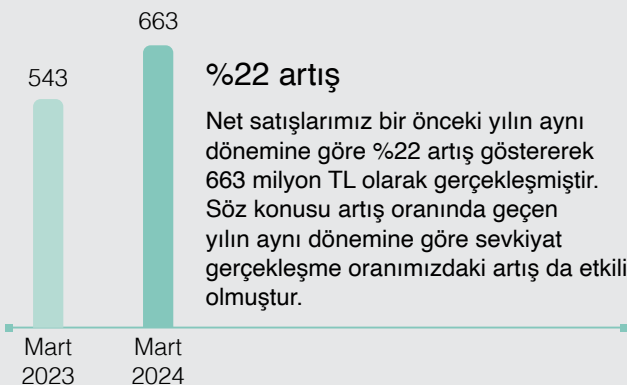 663
543
%22 artış
Net satışlarımız bir önceki yılın aynı
dönemine göre %22 artış göstererek
663 milyon TL olarak gerçekleşmiştir.
Söz konusu artış oranında geçen
yılın aynı dönemine göre sevkiyat
gerçekleşme oranımızdaki artış da etkili
olmuştur.
Mart
2023
Mart
2024